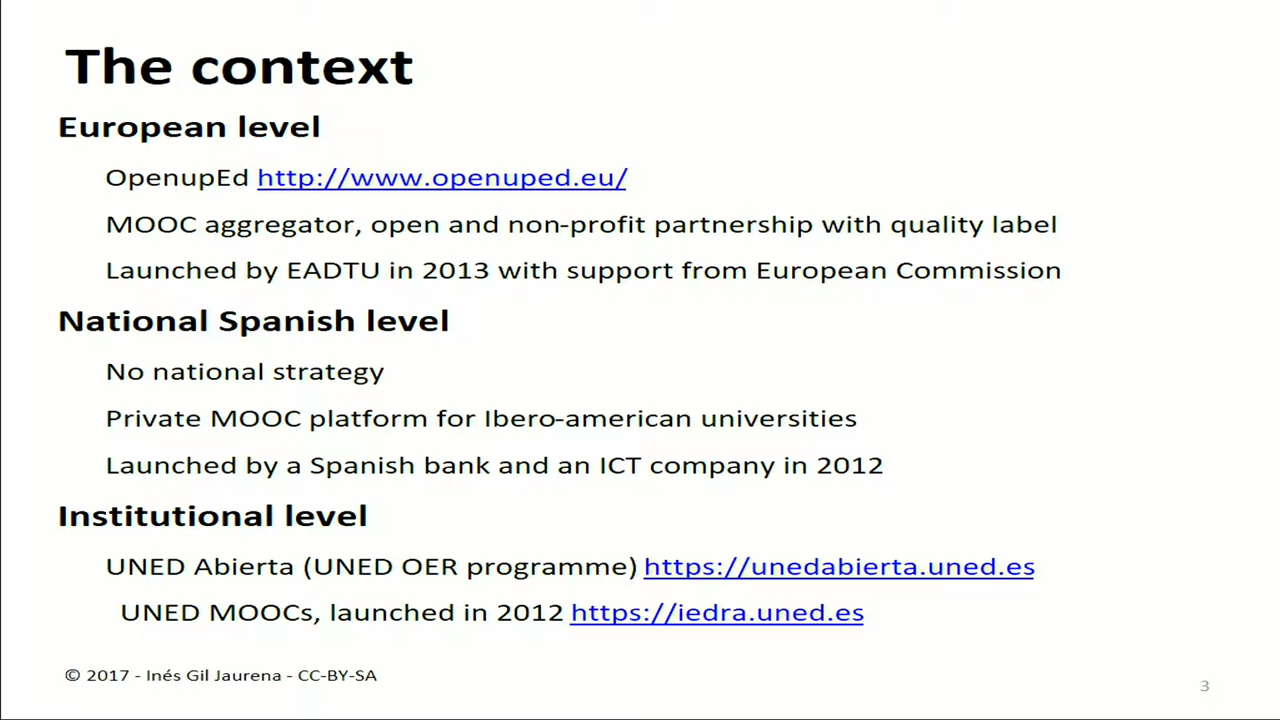 The context
European level
OpenupEd http://www.openuped.eu/
MOOC aggregator, open and non-profit partnership with quality label
Launched by EADTU in 2013 with support from European Commission
National Spanish level
No national strategy
Private MOOC platform for Ibero-american universities
Launched by a Spanish bank and an ICT company in 2012
Institutional level
UNED Abierta (UNED OER programme) https://unedabierta.uned.es
UNED MOOCs, launched in 2012 https://iedra.uned.es
© 2017 - Inés Gil Jaurena - CC-BY-SA
3